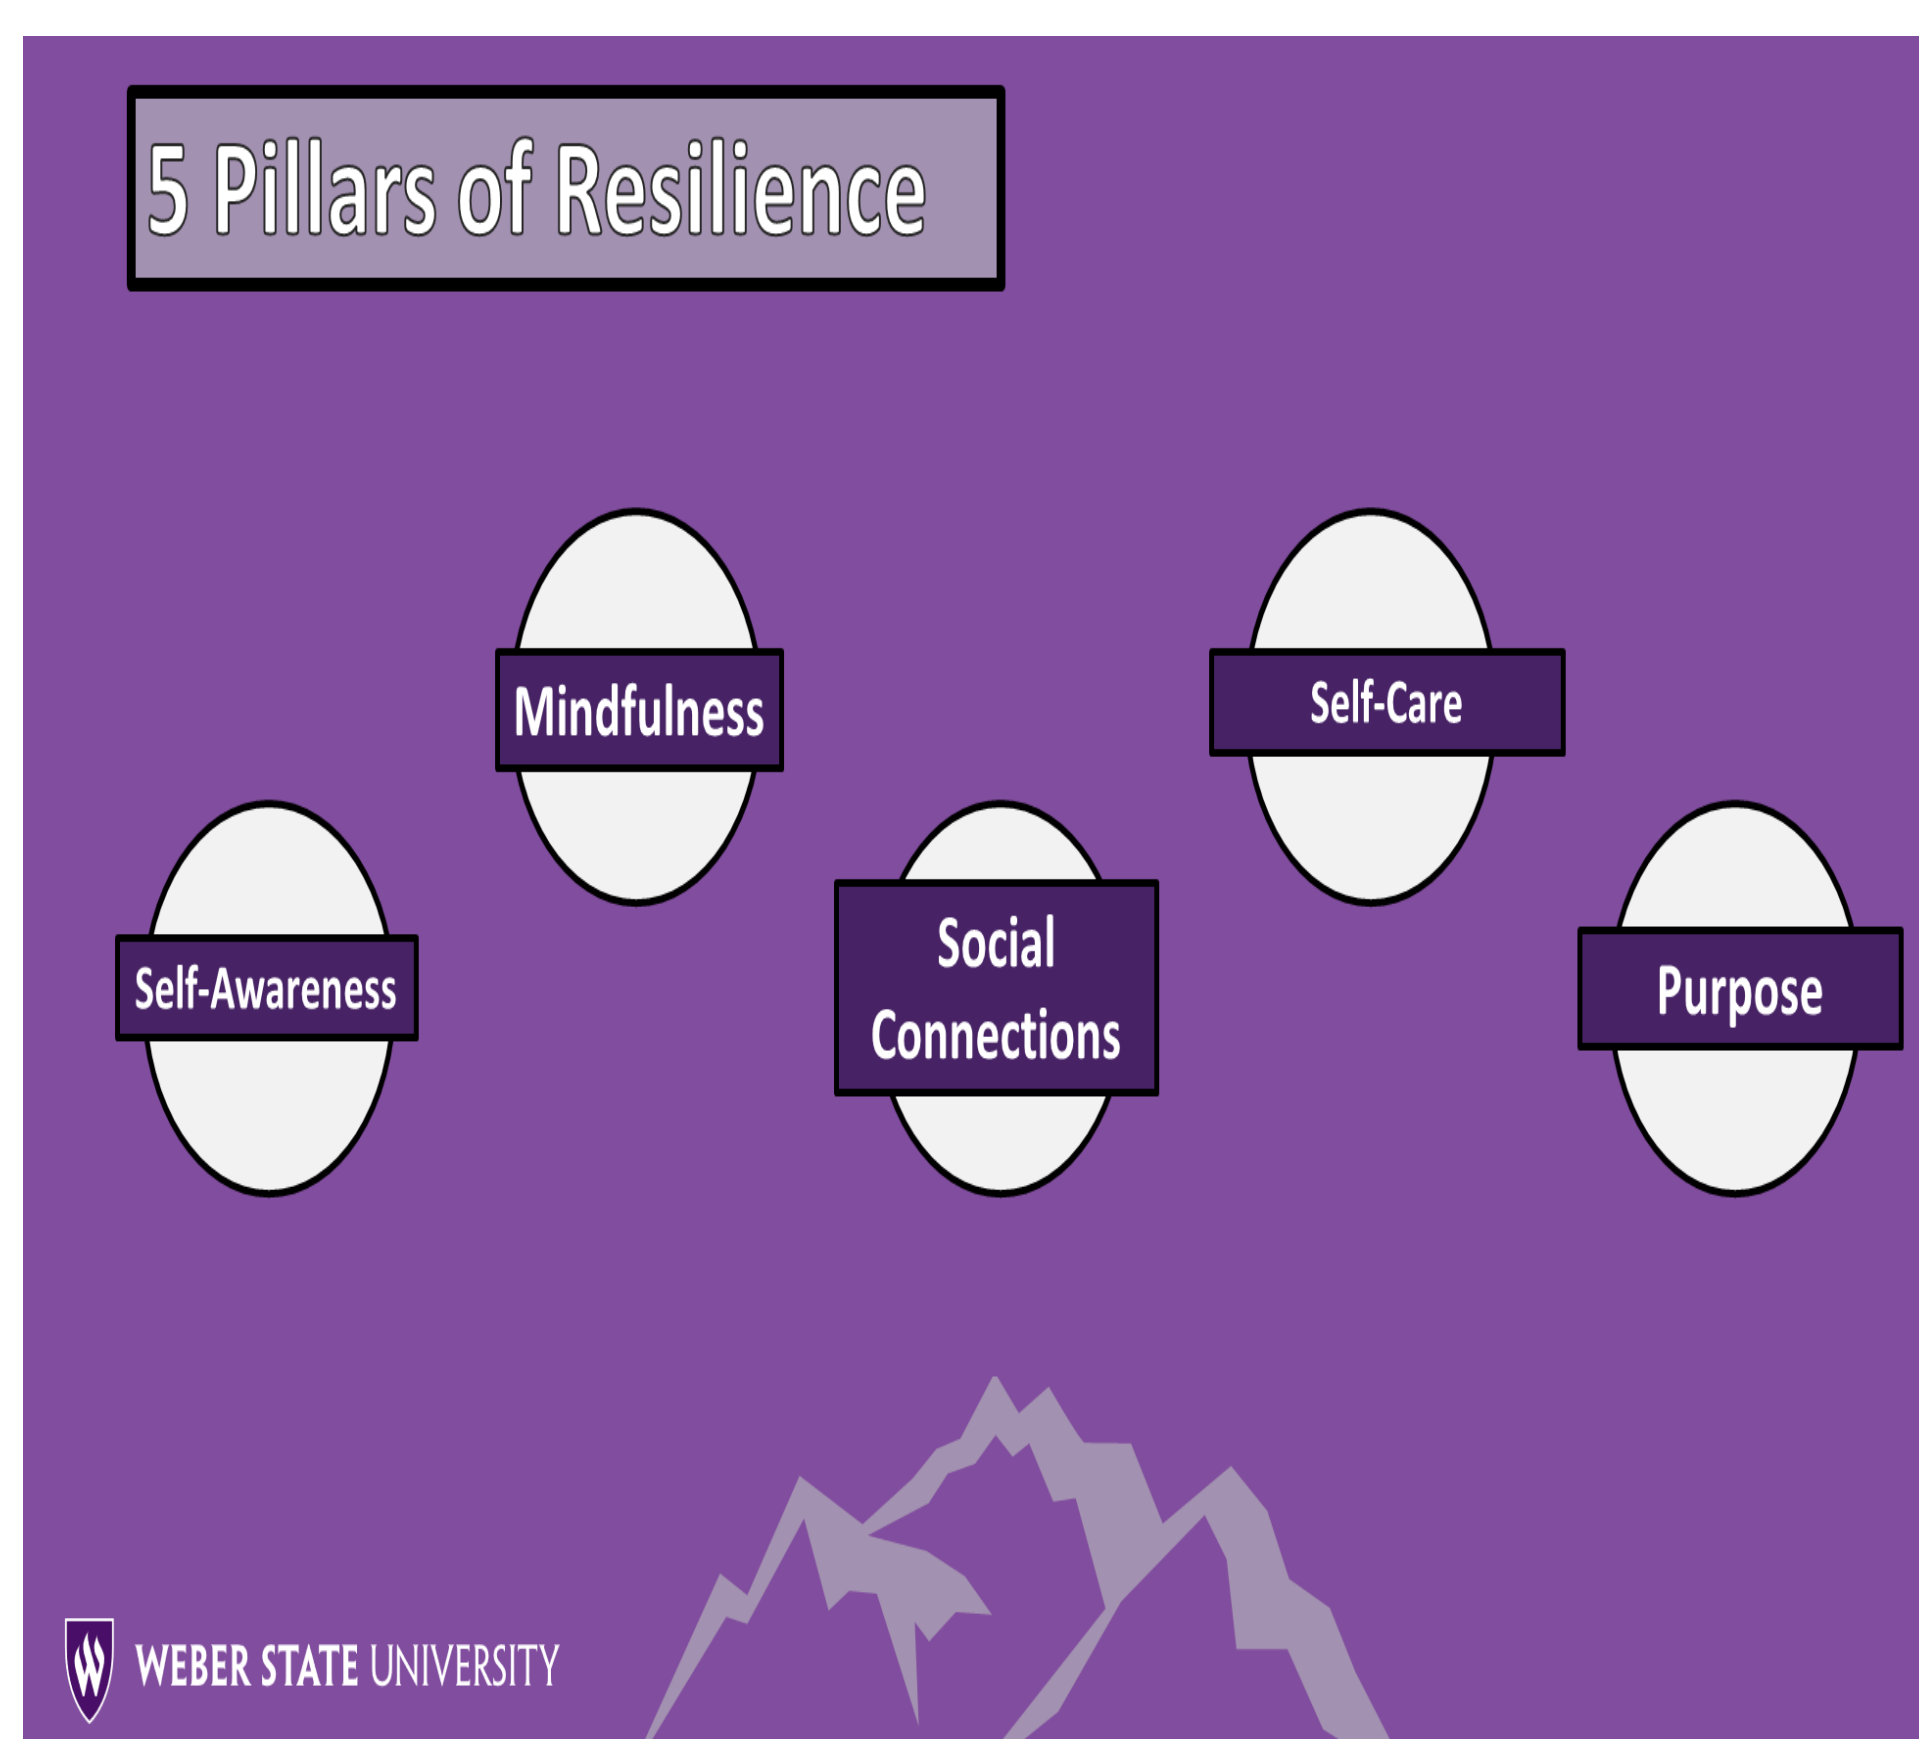 5 Pillars of Resilience
Mindfulness
Self-Care
Self-Awareness
Social
Connections
Purpose
W
WEBER STATE UNIVERSITY